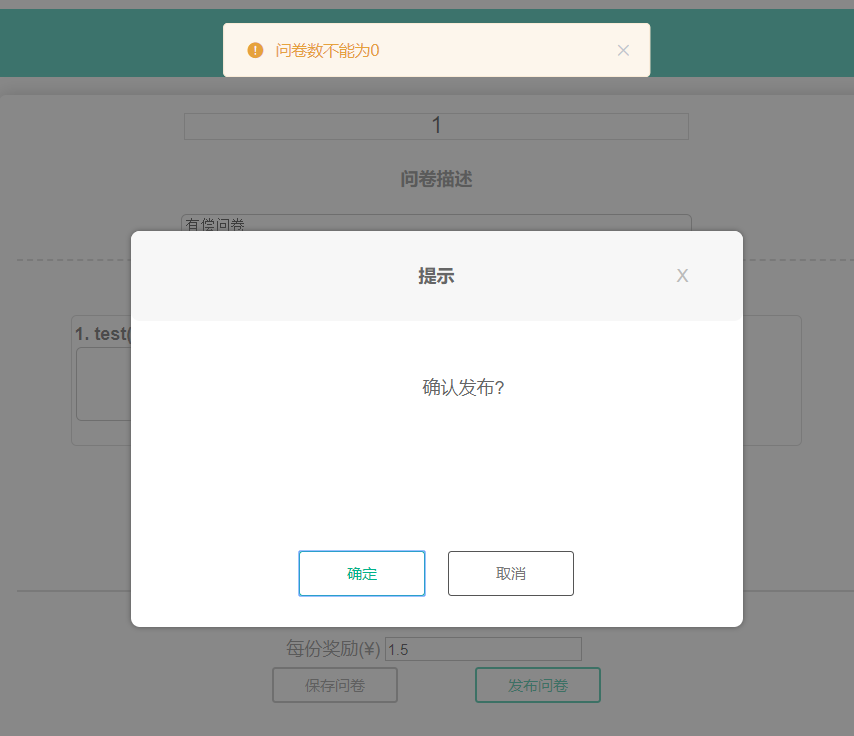 问卷数不能为0
1
问卷描述
有偿问卷
提示 X
1. test(
确认发布?
确定 取消
每份奖励(¥) 1.5
保存问卷 发布问卷